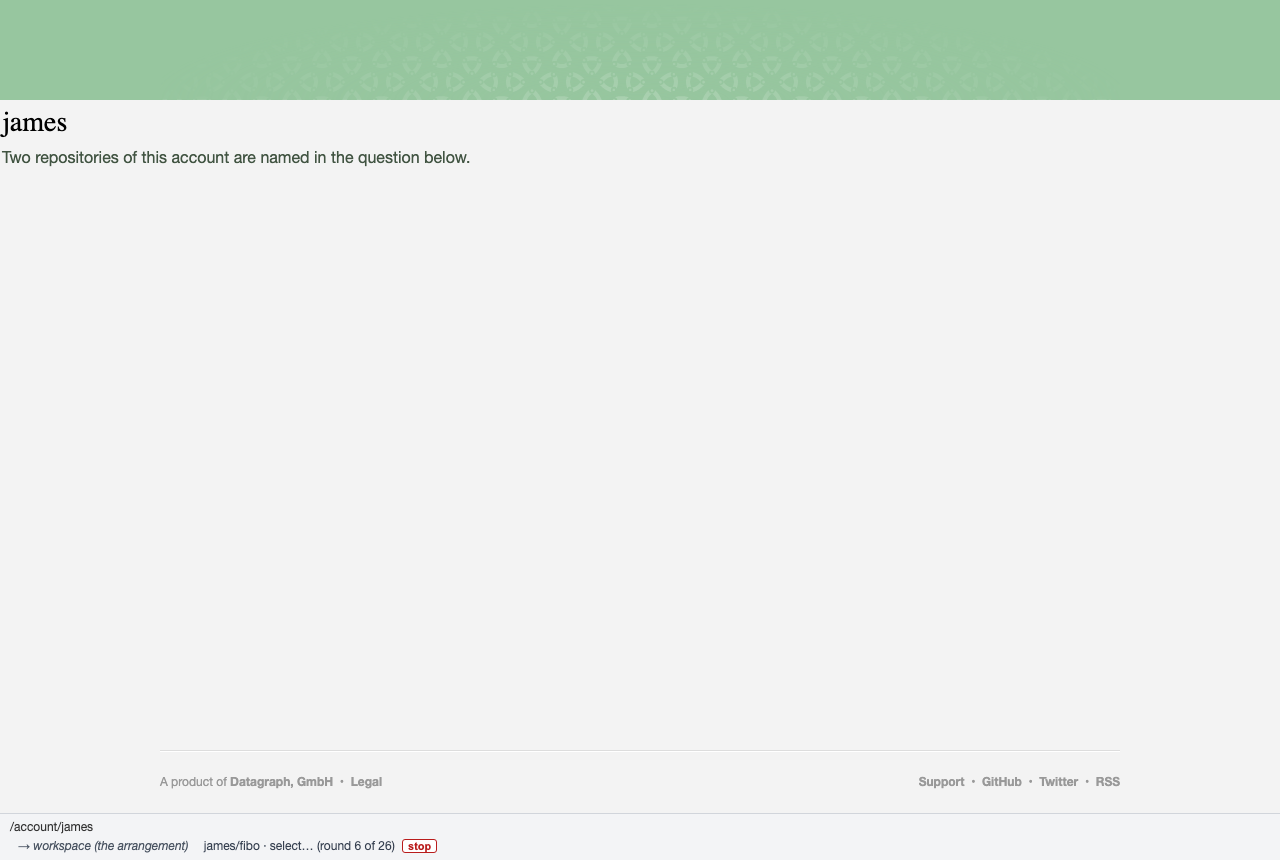 james
Two repositories of this account are named in the question below.
A product of Datagraph, GmbH • Legal
Support • GitHub • Twitter • RSS
/account/james
→ workspace (the arrangement) james/fibo · select… (round 6 of 26) stop